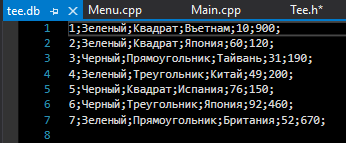 tee.db Menu.cpp Main.cpp Tee.h*
1 1;Зеленый;Квадрат;Вьетнам;10;900;
2 2;Зеленый;Квадрат;Япония;60;120;
3 3;Черный;Прямоугольник;Тайвань;31;190;
4 4;Зеленый;Треугольник;Китай;49;200;
5 5;Черный;Квадрат;Испания;76;150;
6 6;Черный;Треугольник;Япония;92;460;
7 7;Зеленый;Прямоугольник;Британия;52;670;
8